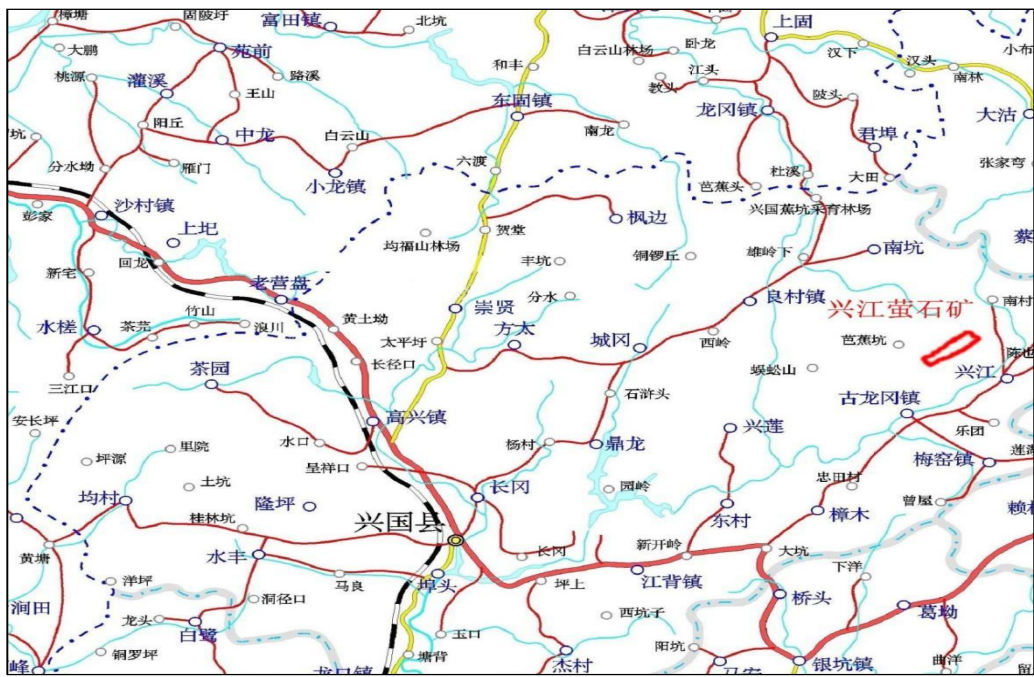 樟塘
固陂圩
富田镇
北坑
上固
大鹏
苑前
白云山林场
卧龙
汉下
小布
桃源
路溪
和丰
江头
汉头
南林
灌溪
王山
教头
陂头
大沽
阳丘
东固镇
龙冈镇
中龙
白云山
南龙
君埠
分水坳
雁门
六渡
张家弯
小龙镇
芭蕉头
杜溪
大田
彭家
沙村镇
枫边
兴国蕉坑采育林场
上圯
均福山林场
贺堂
南坑
回龙
丰坑
铜锣丘
雄岭下
新宅
老营盘
分水
良村镇
南村
竹山
崇贤
兴江萤石矿
水槎
茶芫
浪川
黄土坳
太平圩
方太
城冈
西岭
芭蕉坑
三江口
茶园
长径口
蜈蚣山
兴江
石浒头
古龙冈镇
安长坪
高兴镇
兴莲
乐团
水口
杨村
鼎龙
里院
坪源
呈祥口
梅窑镇
土坑
长冈
园岭
忠田村
均村
隆坪
曾屋
桂林坑
兴国县
东村
樟木
黄塘
水丰
长冈
新开岭
大坑
洋坪
马良
埠头
坪上
江背镇
下洋
涧田
洞径口
桥头
龙头
白鹭
西坑子
葛坳
玉口
铜罗坪
塘背
阳坑
峰
龙口镇
杰村
马安
银坑镇
曲洋
留